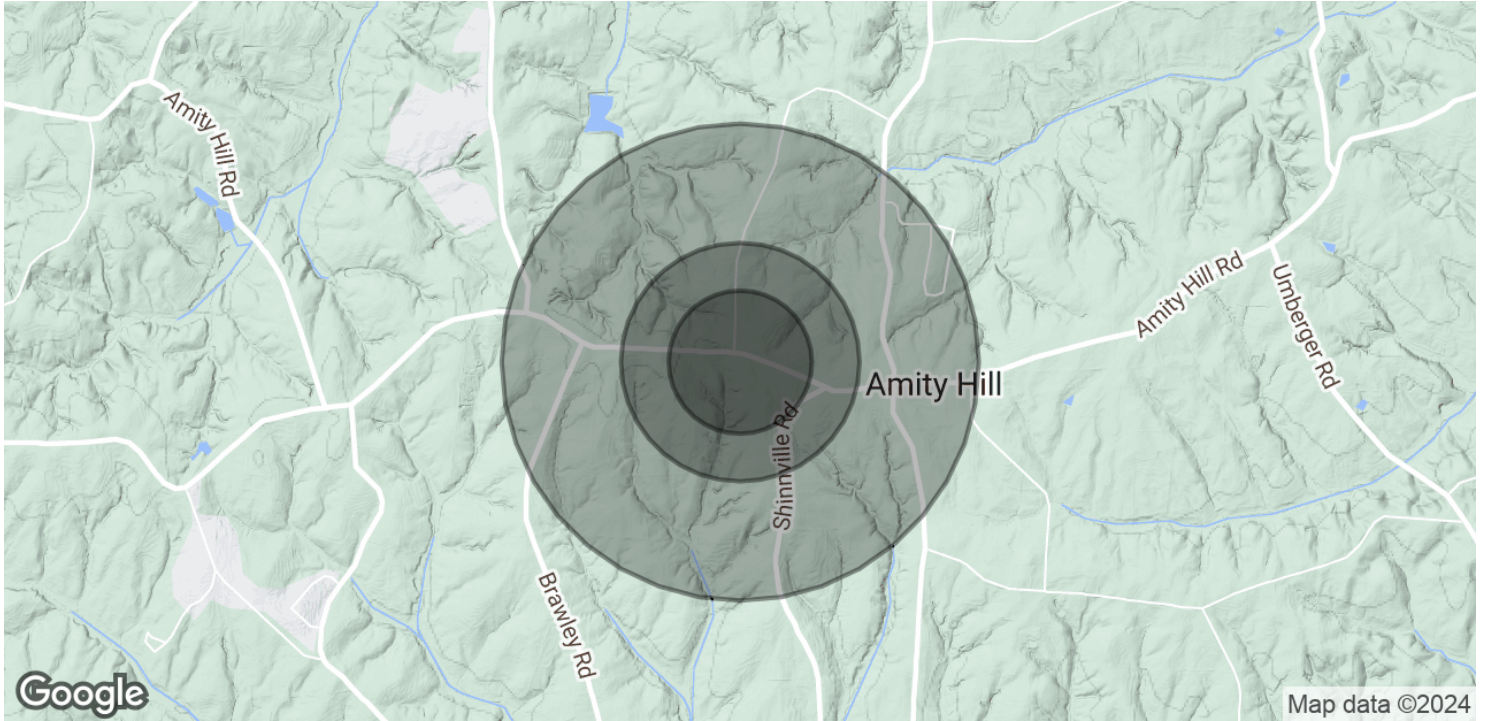 Amity Hill Rd
Amity Hill Rd
Umberger Rd
Amity Hill
Shinnville Rd
Brawley Rd
Google
Map data ©2024